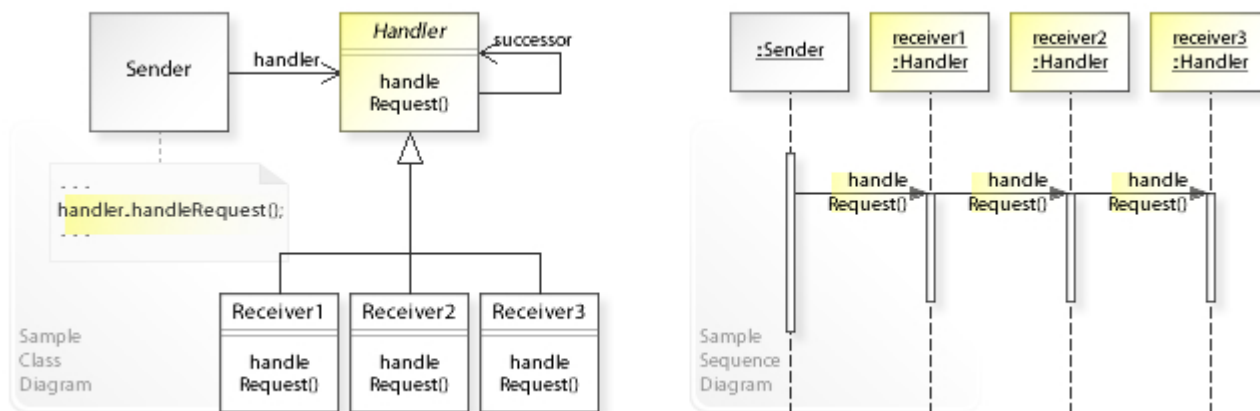 Sender
handler
Handler
handle
Request()
successor
- - -
handler.handleRequest();
- - -
Receiver1
handle
Request()
Receiver2
handle
Request()
Receiver3
handle
Request()
Sample
Class
Diagram
:Sender
receiver1
:Handler
receiver2
:Handler
receiver3
:Handler
handle
Request()
handle
Request()
handle
Request()
Sample
Sequence
Diagram